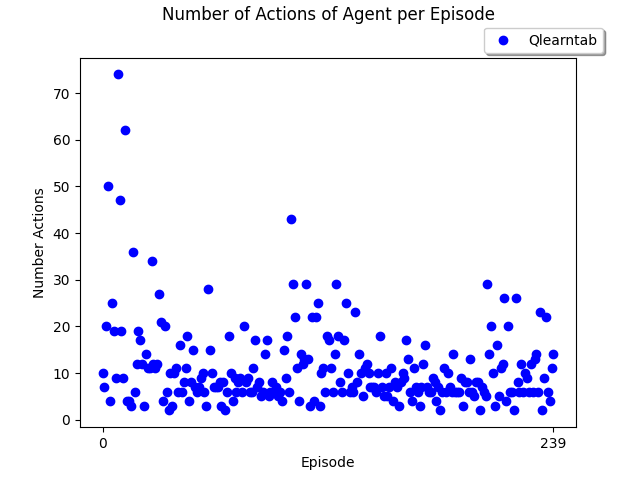 Number of Actions of Agent per Episode
Qlearntab
70
60
50
40
30
20
10
0
Number Actions
0 239
Episode